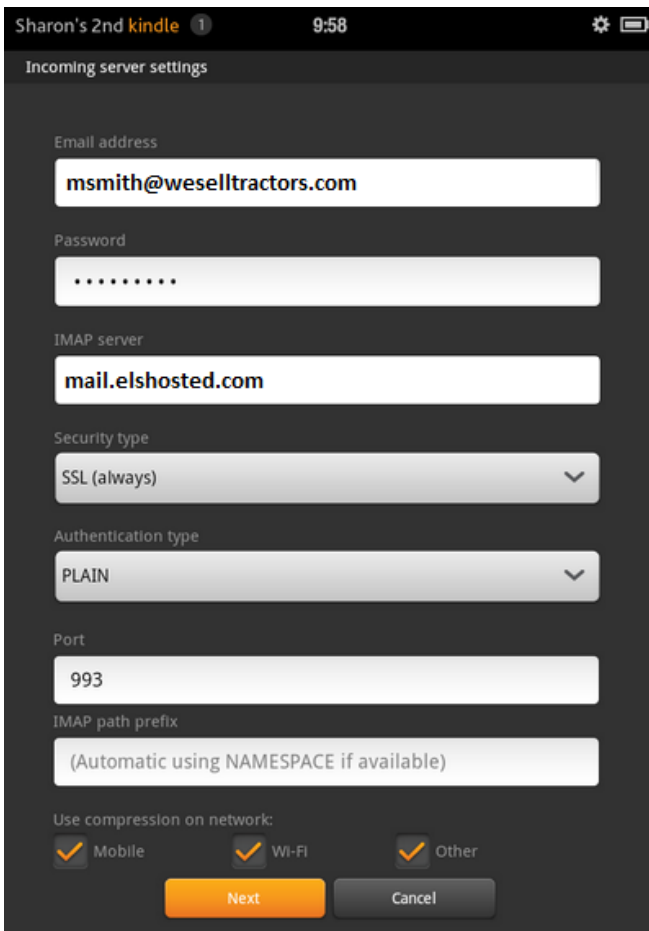 Sharon's 2nd kindle 1 9:58
Incoming server settings
Email address
msmith@weselltractors.com
Password
•••••••••
IMAP server
mail.elshosted.com
Security type
SSL (always)
Authentication type
PLAIN
Port
993
IMAP path prefix
(Automatic using NAMESPACE if available)
Use compression on network:
Mobile Wi-Fi Other
Next Cancel